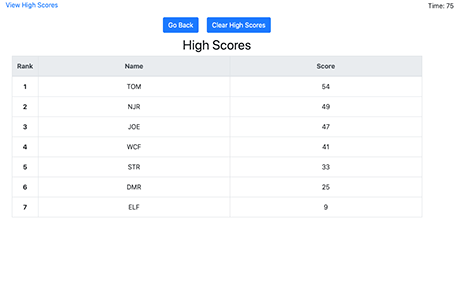 View High Scores Time: 75
Go Back Clear High Scores
High Scores
Rank Name Score
1 TOM 54
2 NJR 49
3 JOE 47
4 WCF 41
5 STR 33
6 DMR 25
7 ELF 9